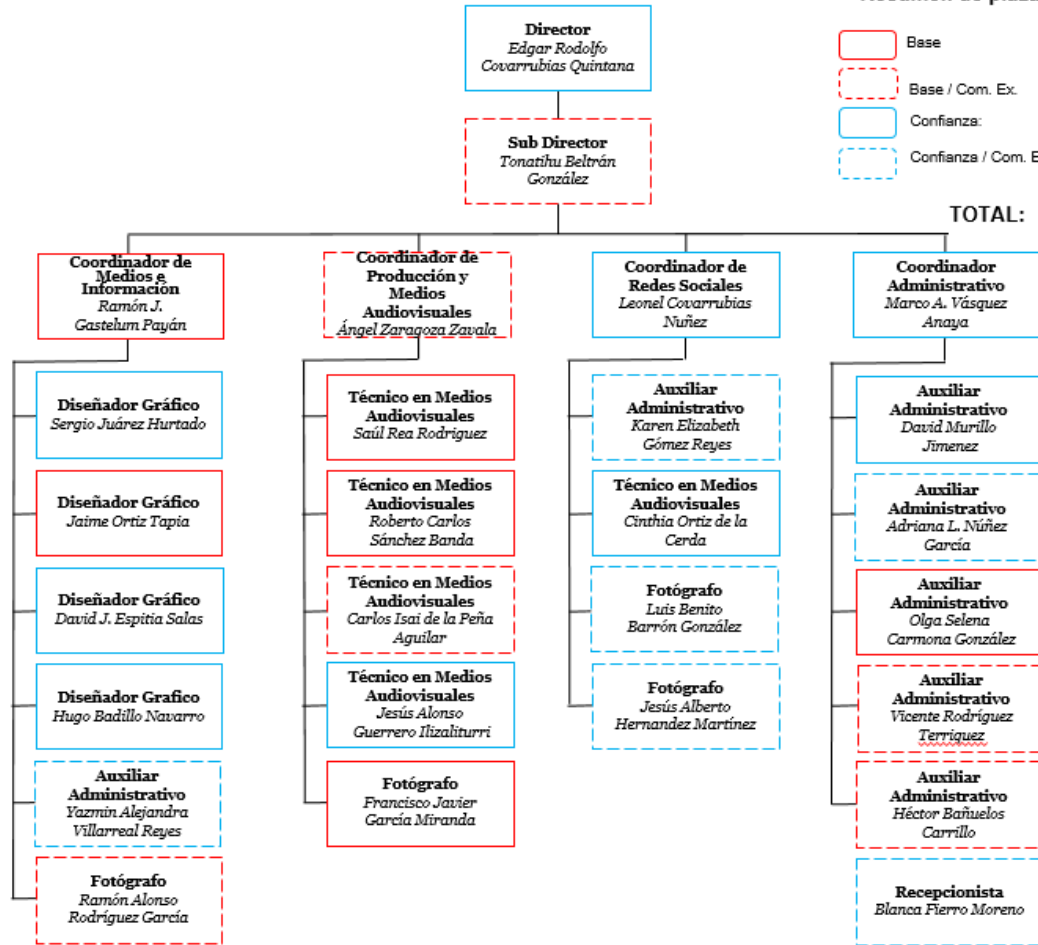 Director
Edgar Rodolfo
Covarrubias Quintana
Base
Base / Com. Ex.
Confianza:
Confianza / Com. E
Sub Director
Tonatihu Beltrán
González
TOTAL:
Coordinador de
Medios e
Información
Ramón J.
Gastelum Payán
Coordinador de
Producción y
Medios
Audiovisuales
Ángel Zaragoza Zavala
Coordinador de
Redes Sociales
Leonel Covarrubias
Nuñez
Coordinador
Administrativo
Marco A. Vásquez
Anaya
Diseñador Gráfico
Sergio Juárez Hurtado
Diseñador Gráfico
Jaime Ortiz Tapia
Diseñador Gráfico
David J. Espitia Salas
Diseñador Grafico
Hugo Badillo Navarro
Auxiliar
Administrativo
Yazmin Alejandra
Villarreal Reyes
Fotógrafo
Ramón Alonso
Rodríguez García
Técnico en Medios
Audiovisuales
Saúl Rea Rodriguez
Técnico en Medios
Audiovisuales
Roberto Carlos
Sánchez Banda
Técnico en Medios
Audiovisuales
Carlos Isai de la Peña
Aguilar
Técnico en Medios
Audiovisuales
Jesús Alonso
Guerrero Ilizaliturri
Fotógrafo
Francisco Javier
García Miranda
Auxiliar
Administrativo
Karen Elizabeth
Gómez Reyes
Técnico en Medios
Audiovisuales
Cinthia Ortiz de la
Cerda
Fotógrafo
Luis Benito
Barrón González
Fotógrafo
Jesús Alberto
Hernandez Martínez
Auxiliar
Administrativo
David Murillo
Jimenez
Auxiliar
Administrativo
Adriana L. Núñez
García
Auxiliar
Administrativo
Olga Selena
Carmona González
Auxiliar
Administrativo
Vicente Rodríguez
Terriquez
Auxiliar
Administrativo
Héctor Bañuelos
Carrillo
Recepcionista
Blanca Fierro Moreno